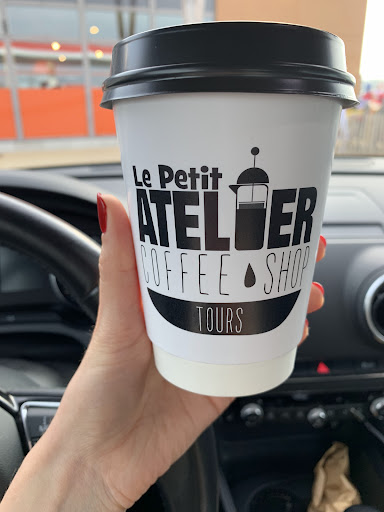 Le Petit
ATELIER
COFFEE SHOP
TOURS